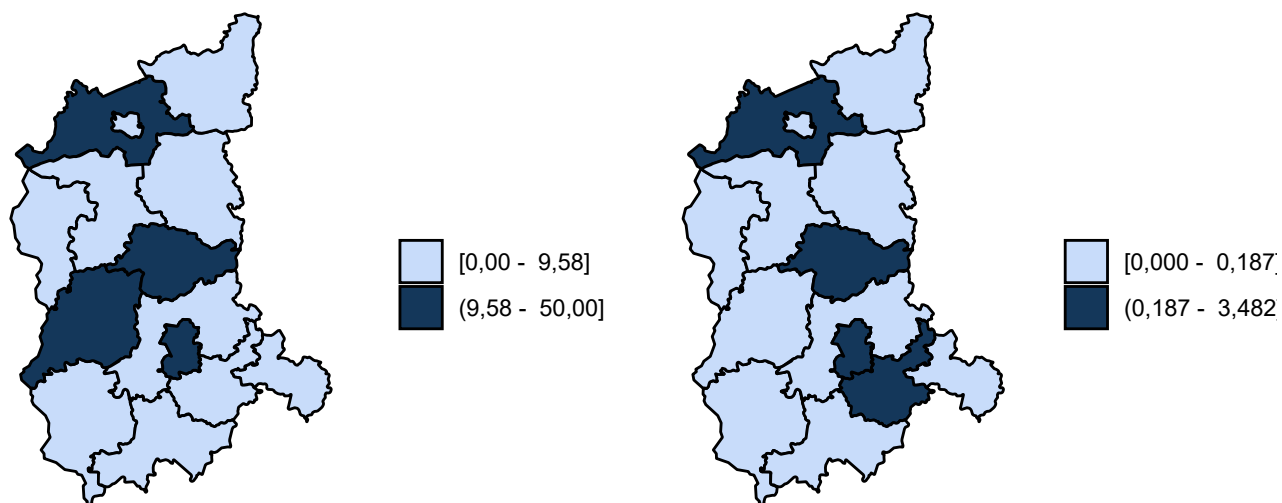 [0,00 - 9,58]
(9,58 - 50,00]
[0,000 - 0,187]
(0,187 - 3,482]